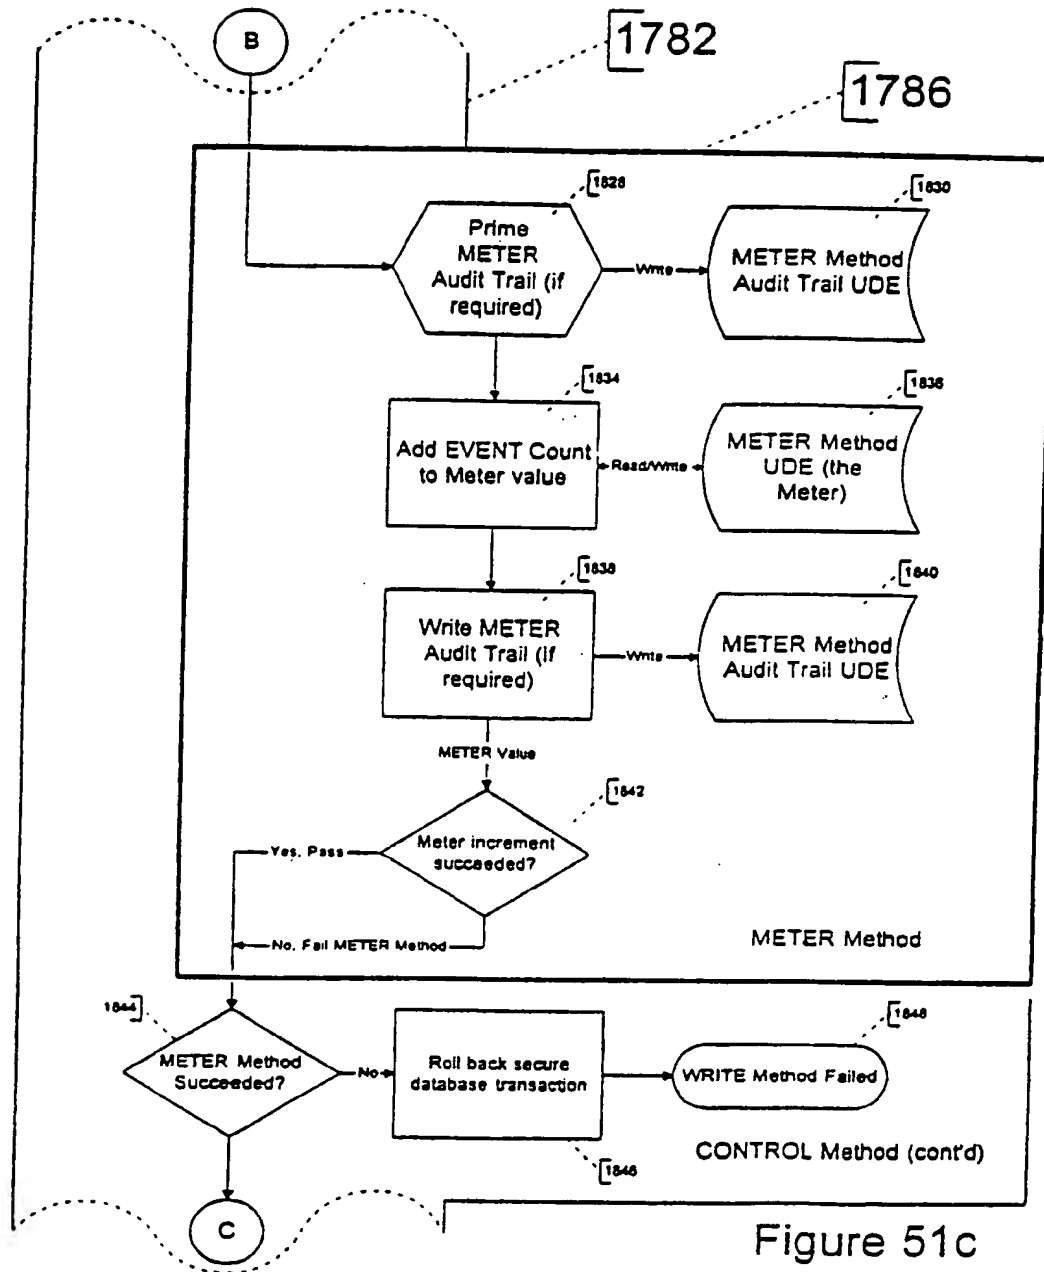 B
1782
1786
1828
Prime
METER
Audit Trail (if
required)
Write
1830
METER Method
Audit Trail UDE
1834
Add EVENT Count
to Meter value
Read/Write
1836
METER Method
UDE (the
Meter)
1838
Write METER
Audit Trail (if
required)
Write
1840
METER Method
Audit Trail UDE
METER Value
1842
Meter increment
succeeded?
Yes, Pass
No, Fail METER Method
METER Method
1844
METER Method
Succeeded?
No
Roll back secure
database transaction
1846
1848
WRITE Method Failed
CONTROL Method (cont'd)
C
Figure 51c